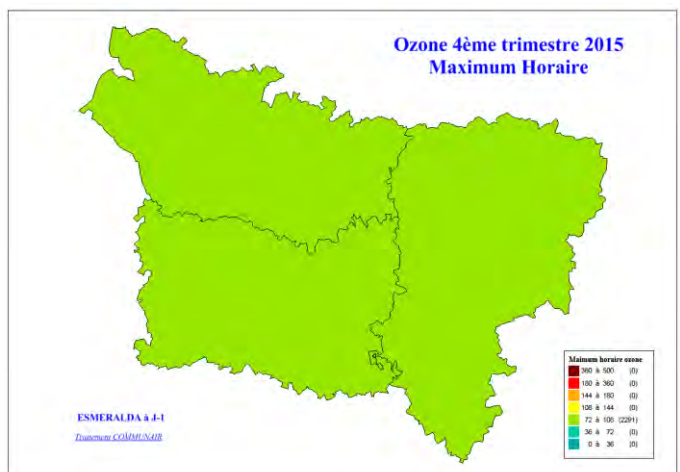 Ozone 4ème trimestre 2015
Maximum Horaire
Maimum horaire ozone
360 à 500 (0)
180 à 360 (0)
144 à 180 (0)
108 à 144 (0)
72 à 108 (2291)
36 à 72 (0)
0 à 36 (0)
ESMERALDA à J-1
Traitement COMMUNAIR